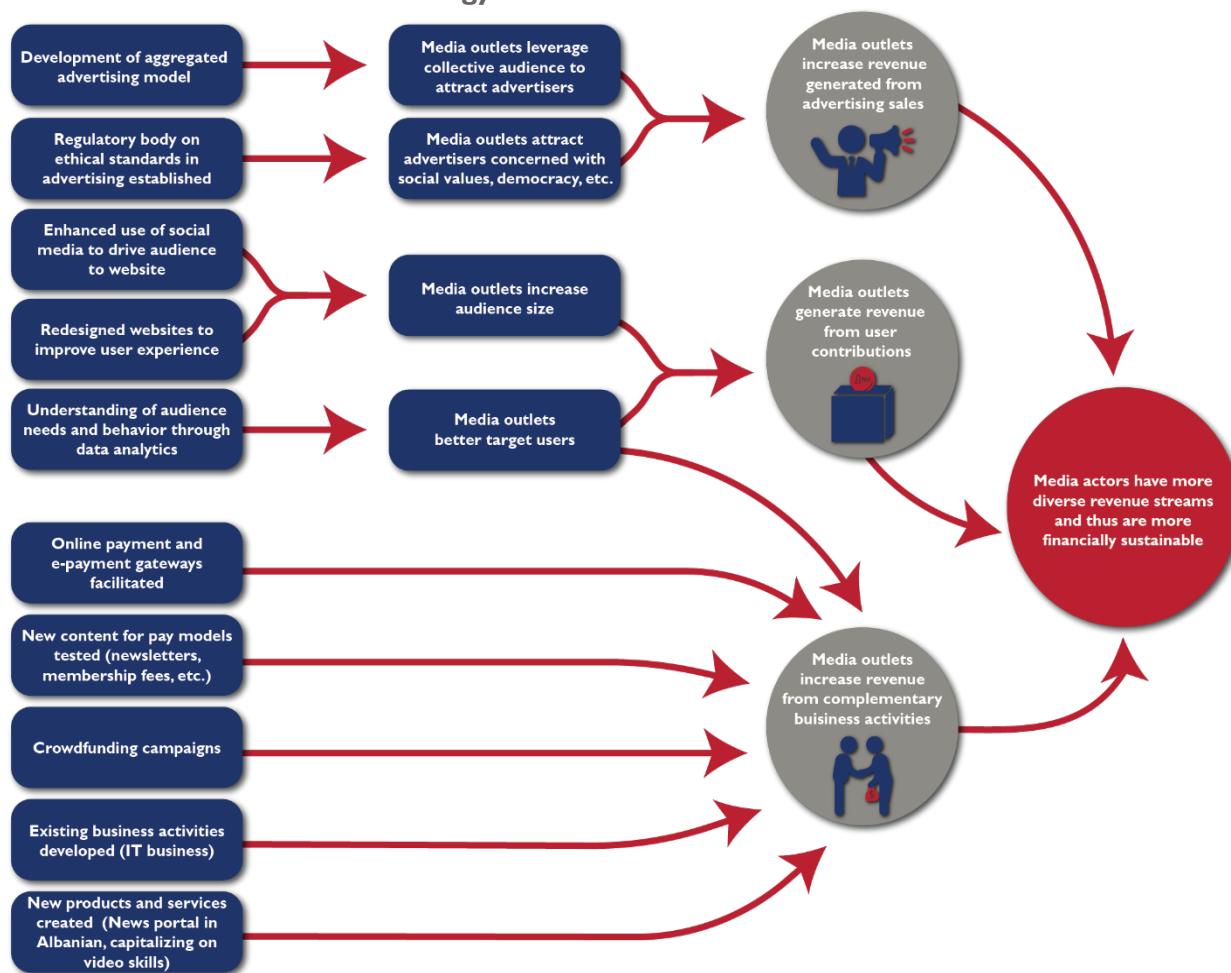 gy
Development of aggregated
advertising model
Media outlets leverage
collective audience to
attract advertisers
Media outlets
increase revenue
generated from
advertising sales
Regulatory body on
ethical standards in
advertising established
Media outlets attract
advertisers concerned with
social values, democracy, etc.
Enhanced use of social
media to drive audience
to website
Redesigned websites to
improve user experience
Media outlets increase
audience size
Media outlets
generate revenue
from user
contributions
Understanding of audience
needs and behavior through
data analytics
Media outlets
better target users
Media actors have more
diverse revenue streams
and thus are more
financially sustainable
Online payment and
e-payment gateways
facilitated
New content for pay models
tested (newsletters,
membership fees, etc.)
Crowdfunding campaigns
Existing business activities
developed (IT business)
New products and services
created (News portal in
Albanian, capitalizing on
video skills)
Media outlets
increase revenue
from complementary
buisiness activities
$